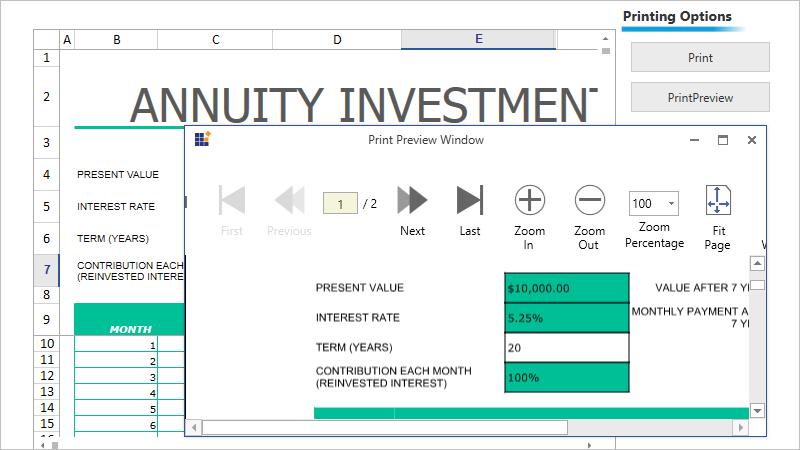 Printing Options
Print
PrintPreview
A B C D E
1
2 ANNUITY INVESTMENT
3
4 PRESENT VALUE
5 INTEREST RATE
6 TERM (YEARS)
7 CONTRIBUTION EACH
(REINVESTED INTERE
8
9 MONTH
10 1
11 2
12 3
13 4
14 5
15 6
Print Preview Window
1 / 2
100
First Previous Next Last Zoom In Zoom Out Zoom Percentage Fit Page
PRESENT VALUE $10,000.00 VALUE AFTER 7 YE
INTEREST RATE 5.25% MONTHLY PAYMENT A
7 YE
TERM (YEARS) 20
CONTRIBUTION EACH MONTH
(REINVESTED INTEREST) 100%